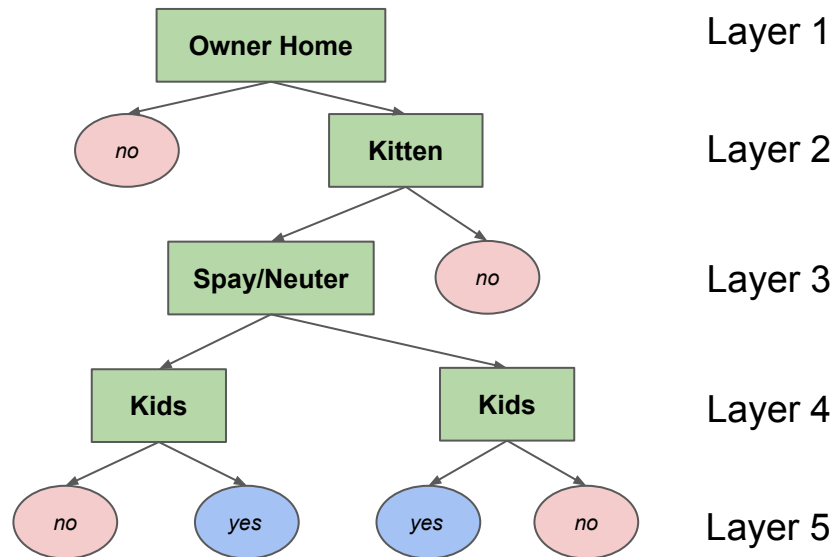 Owner Home
Layer 1
no
Kitten
Layer 2
Spay/Neuter
no
Layer 3
Kids
Kids
Layer 4
no
yes
yes
no
Layer 5